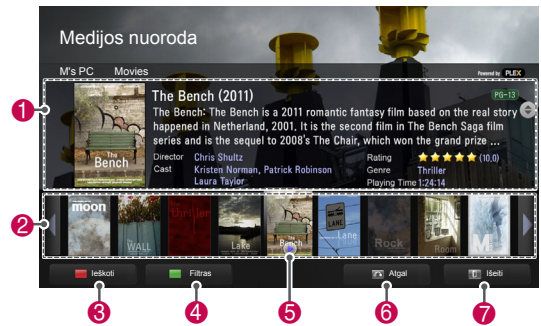 Medijos nuoroda
M's PC Movies
Powered by PLEX
1
The Bench
The Bench (2011) PG-13
The Bench: The Bench is a 2011 romantic fantasy film based on the real story
happened in Netherland, 2001. It is the second film in The Bench Saga film
series and is the sequel to 2008's The Chair, which won the grand prize ...
Director Chris Shultz Rating (10,0)
Cast Kristen Norman, Patrick Robinson Genre Thriller
Laura Taylor Playing Time 1:24:14
2
moon WALL Thriller Lake The Bench LANE Lane Rock Room M
Ieškoti Filtras Atgal Išeiti
3 4 5 6 7